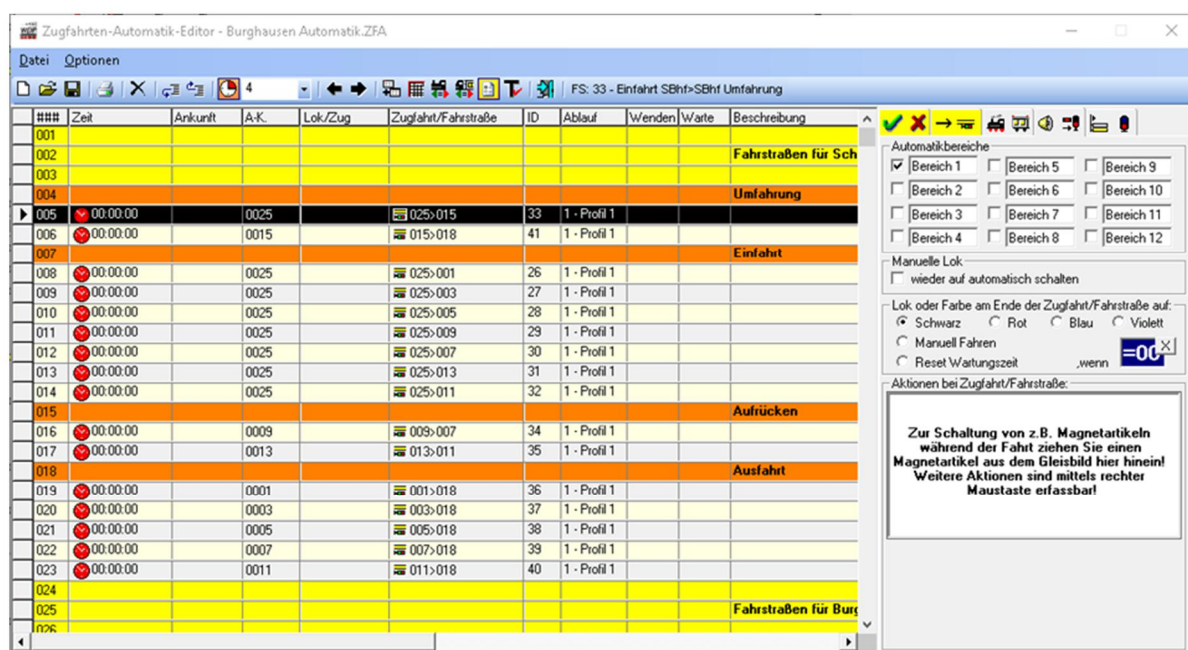 Zugfahrten-Automatik-Editor - Burghausen Automatik.ZFA
Datei Optionen
4 FS: 33 - Einfahrt SBhf>SBhf Umfahrung
### Zeit Ankunft A-K. Lok/Zug Zugfahrt/Fahrstraße ID Ablauf Wenden Warte Beschreibung
001
002 Fahrstraßen für Sch
003
004 Umfahrung
005 00:00:00 0025 025>015 33 1 - Profil 1
006 00:00:00 0015 015>018 41 1 - Profil 1
007 Einfahrt
008 00:00:00 0025 025>001 26 1 - Profil 1
009 00:00:00 0025 025>003 27 1 - Profil 1
010 00:00:00 0025 025>005 28 1 - Profil 1
011 00:00:00 0025 025>009 29 1 - Profil 1
012 00:00:00 0025 025>007 30 1 - Profil 1
013 00:00:00 0025 025>013 31 1 - Profil 1
014 00:00:00 0025 025>011 32 1 - Profil 1
015 Aufrücken
016 00:00:00 0009 009>007 34 1 - Profil 1
017 00:00:00 0013 013>011 35 1 - Profil 1
018 Ausfahrt
019 00:00:00 0001 001>018 36 1 - Profil 1
020 00:00:00 0003 003>018 37 1 - Profil 1
021 00:00:00 0005 005>018 38 1 - Profil 1
022 00:00:00 0007 007>018 39 1 - Profil 1
023 00:00:00 0011 011>018 40 1 - Profil 1
024
025 Fahrstraßen für Burg
026
Automatikbereiche
Bereich 1 Bereich 5 Bereich 9
Bereich 2 Bereich 6 Bereich 10
Bereich 3 Bereich 7 Bereich 11
Bereich 4 Bereich 8 Bereich 12
Manuelle Lok
wieder auf automatisch schalten
Lok oder Farbe am Ende der Zugfahrt/Fahrstraße auf:
Schwarz Rot Blau Violett
Manuell Fahren
Reset Wartungszeit ,wenn =00
Aktionen bei Zugfahrt/Fahrstraße:
Zur Schaltung von z.B. Magnetartikeln
während der Fahrt ziehen Sie einen
Magnetartikel aus dem Gleisbild hier hinein!
Weitere Aktionen sind mittels rechter
Maustaste erfassbar!